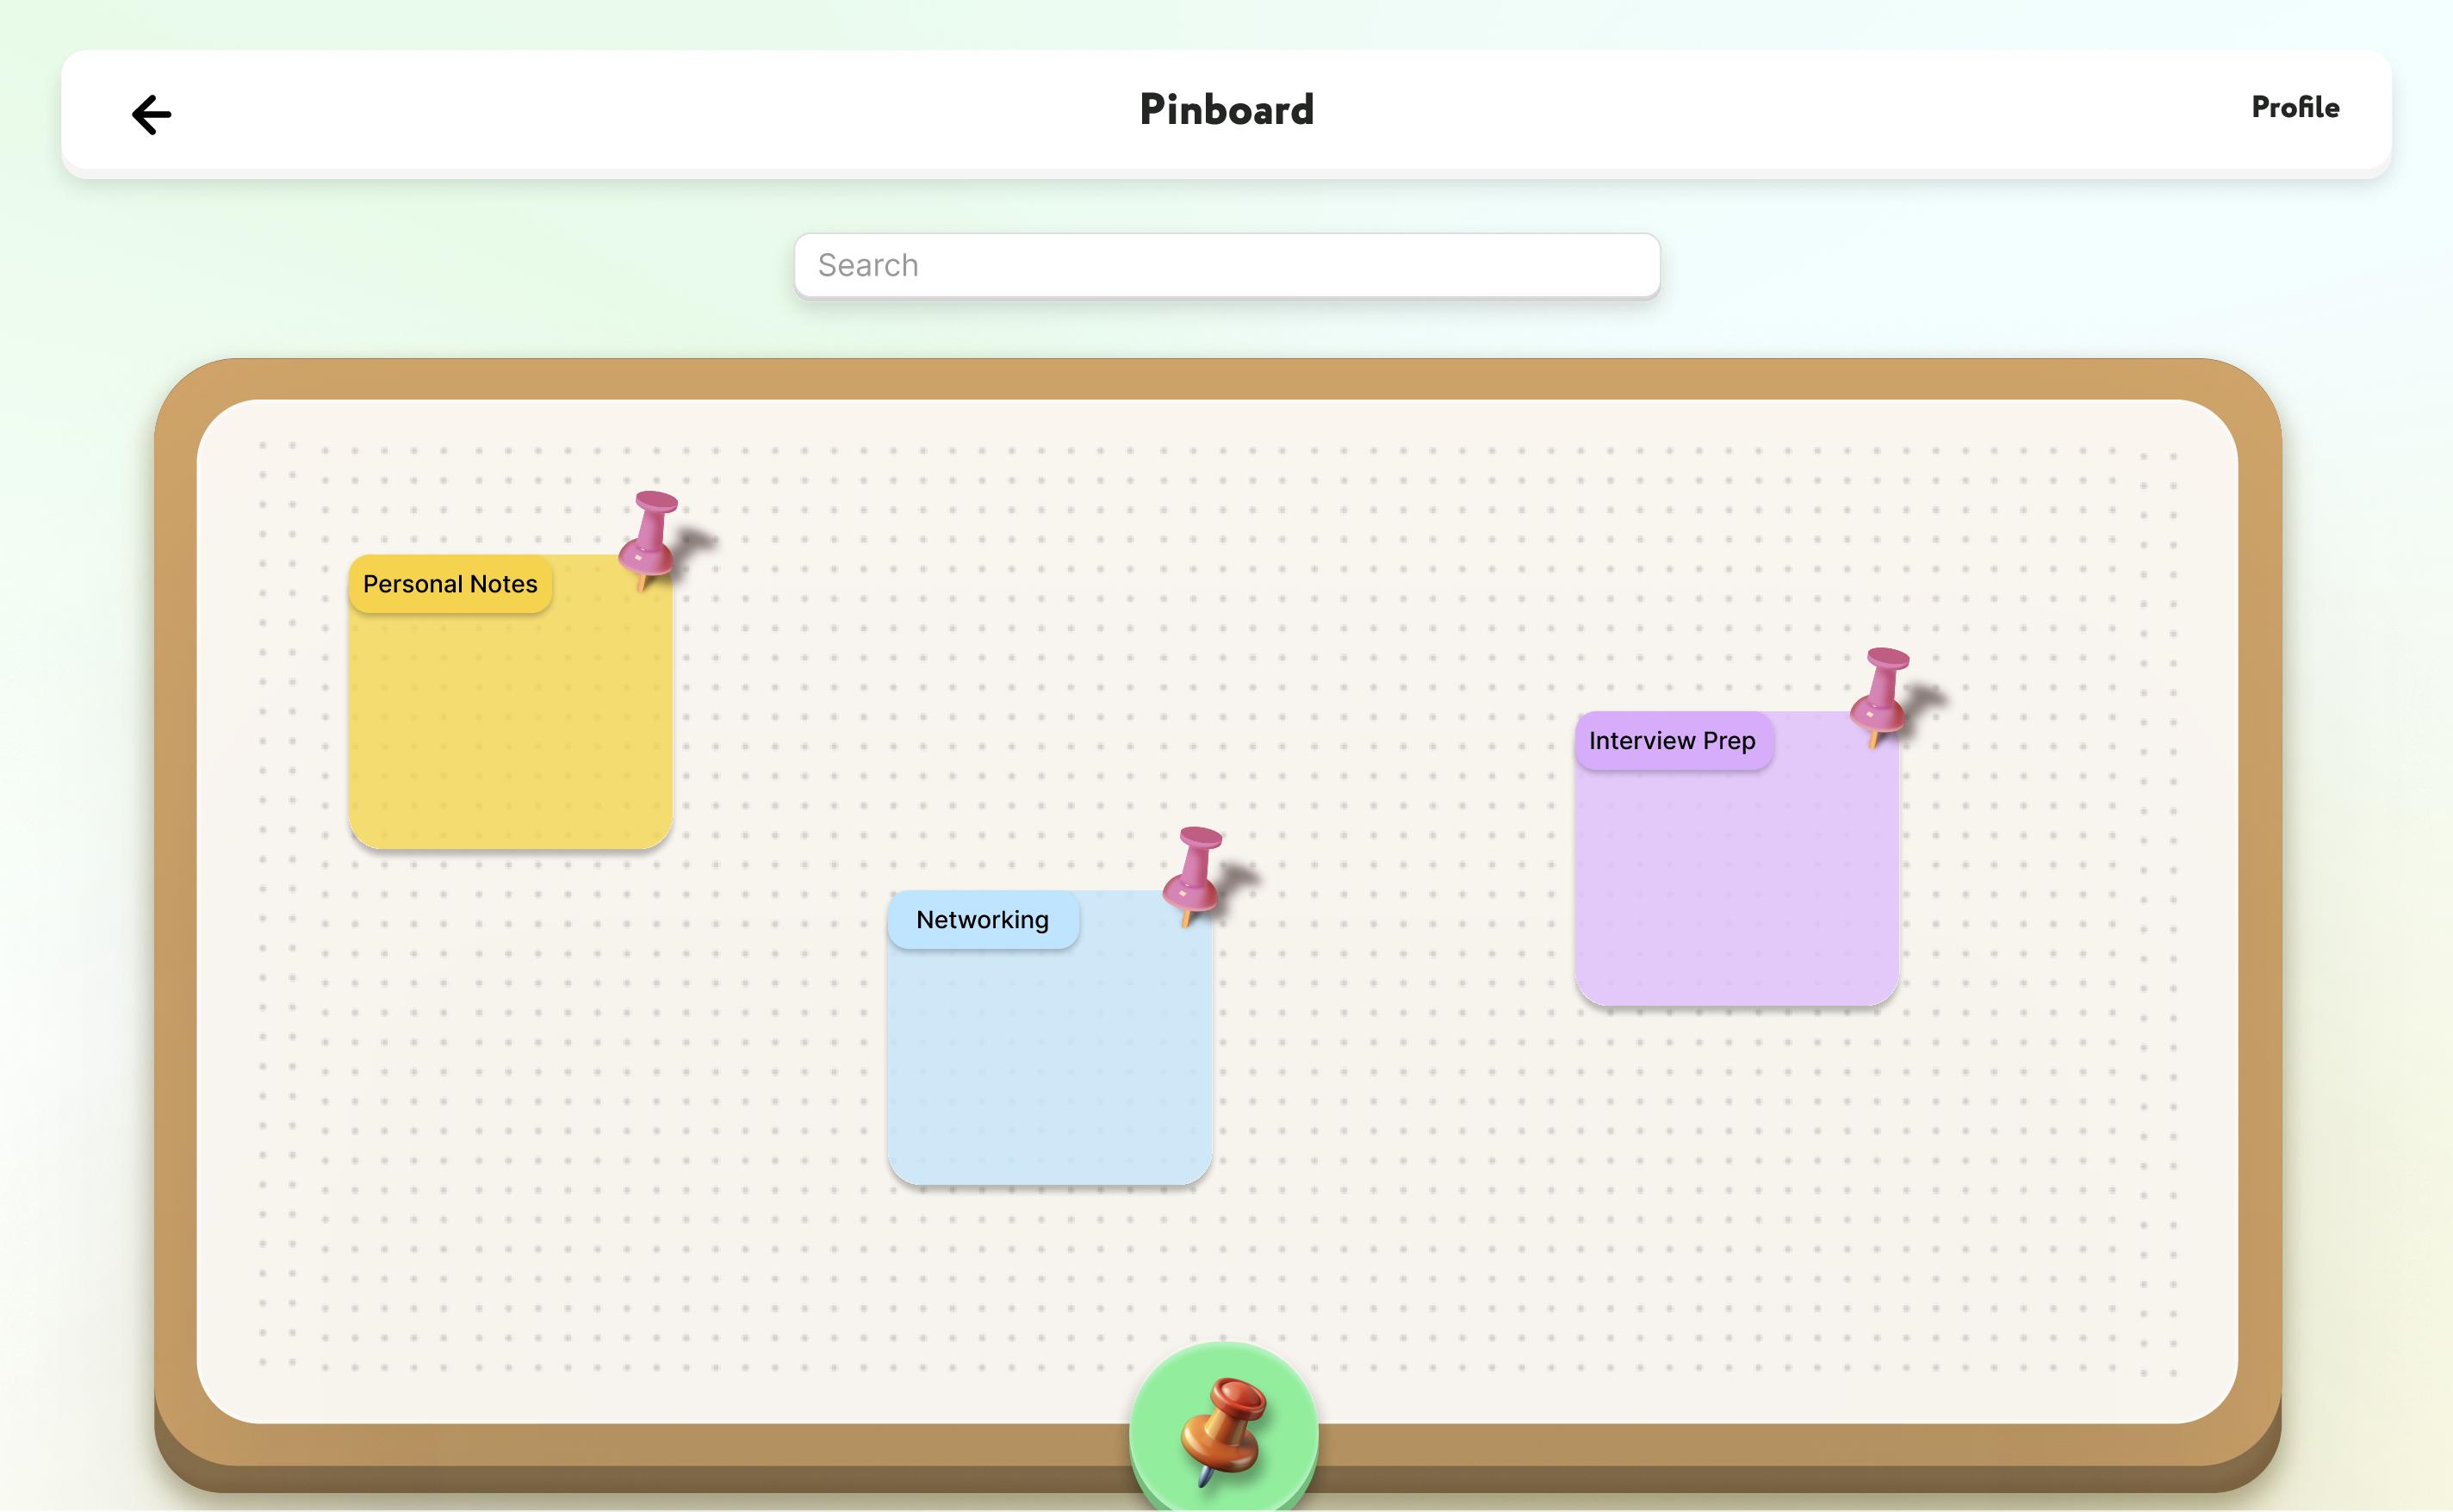 Pinboard
Profile
Search
Personal Notes
Interview Prep
Networking